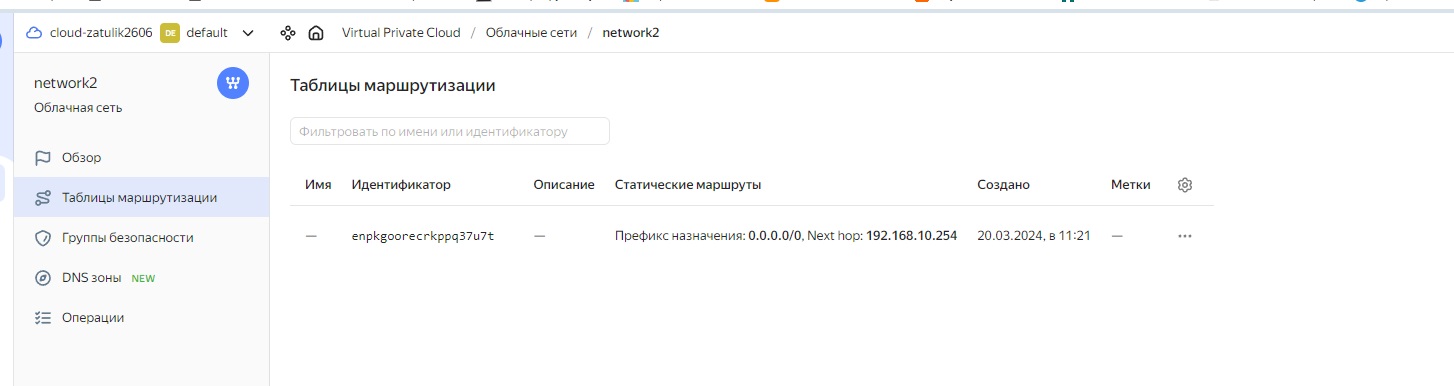 cloud-zatulik2606 DE default Virtual Private Cloud / Облачные сети / network2
network2
Облачная сеть
Обзор
Таблицы маршрутизации
Группы безопасности
DNS зоны NEW
Операции
Таблицы маршрутизации
Фильтровать по имени или идентификатору
Имя Идентификатор Описание Статические маршруты Создано Метки
— enpkgoorecrkppq37u7t — Префикс назначения: 0.0.0.0/0, Next hop: 192.168.10.254 20.03.2024, в 11:21 —